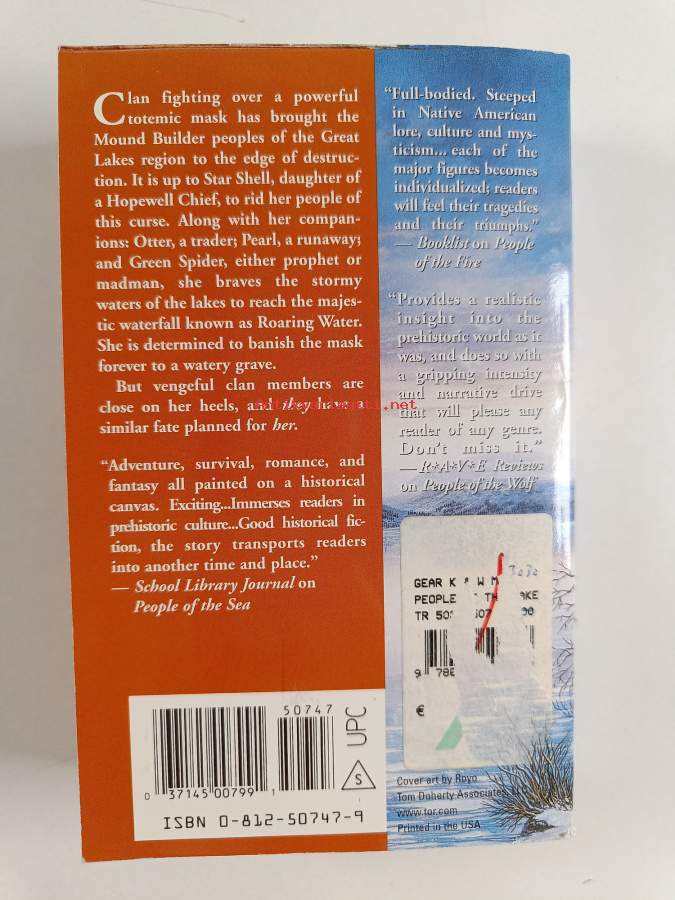 Clan fighting over a powerful
totemic mask has brought the
Mound Builder peoples of the Great
Lakes region to the edge of destruc-
tion. It is up to Star Shell, daughter of
a Hopewell Chief, to rid her people of
this curse. Along with her compan-
ions: Otter, a trader; Pearl, a runaway;
and Green Spider, either prophet or
madman, she braves the stormy
waters of the lakes to reach the majes-
tic waterfall known as Roaring Water.
She is determined to banish the mask
forever to a watery grave.
But vengeful clan members are
close on her heels, and they have a
similar fate planned for her.
"Adventure, survival, romance, and
fantasy all painted on a historical
canvas. Exciting...Immerses readers in
prehistoric culture...Good historical fic-
tion, the story transports readers
into another time and place."
— School Library Journal on
People of the Sea
"Full-bodied. Steeped
in Native American
lore, culture and mys-
ticism... each of the
major figures becomes
individualized; readers
will feel their tragedies
and their triumphs."
— Booklist on People
of the Fire
"Provides a realistic
insight into the
prehistoric world as it
was, and does so with
a gripping intensity
and narrative drive
that will please any
reader of any genre.
Don't miss it."
— R*A*V*E Reviews
on People of the Wolf
3030
GEAR K * W M
PEOPLE TH AKE
TR 50 507 00
9 780
€
50747
UPC
S
0 37145 00799 1
ISBN 0-812-50747-9
Cover art by Royo
Tom Doherty Associates,
www.tor.com
Printed in the USA